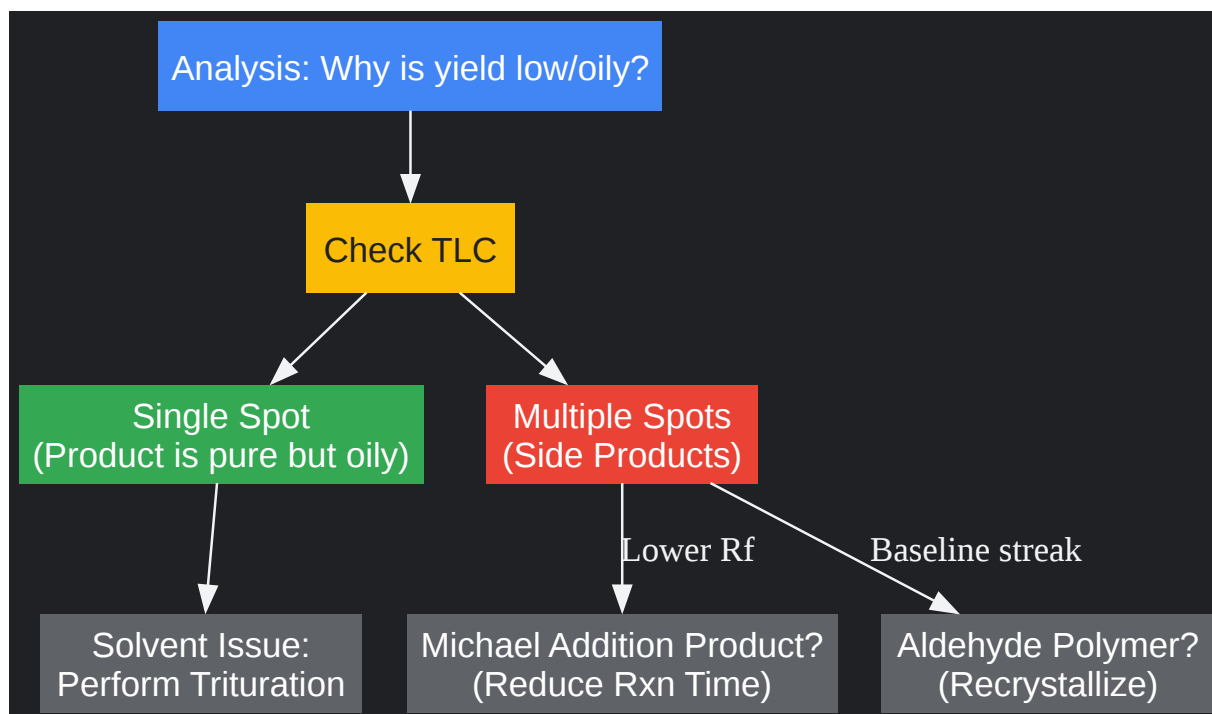 Analysis: Why is yield low/oily?
Check TLC
Single Spot
(Product is pure but oily)
Multiple Spots
(Side Products)
Lower Rf
Baseline streak
Solvent Issue:
Perform Trituration
Michael Addition Product?
(Reduce Rxn Time)
Aldehyde Polymer?
(Recrystallize)